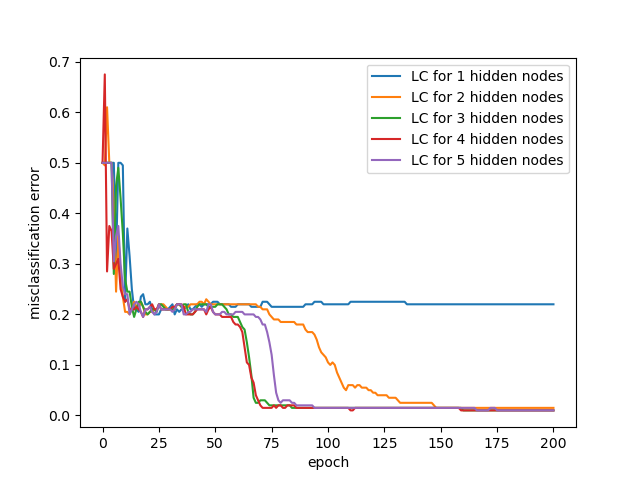 0.7
0.6
0.5
0.4
0.3
0.2
0.1
0.0
misclassification error
LC for 1 hidden nodes
LC for 2 hidden nodes
LC for 3 hidden nodes
LC for 4 hidden nodes
LC for 5 hidden nodes
0 25 50 75 100 125 150 175 200
epoch